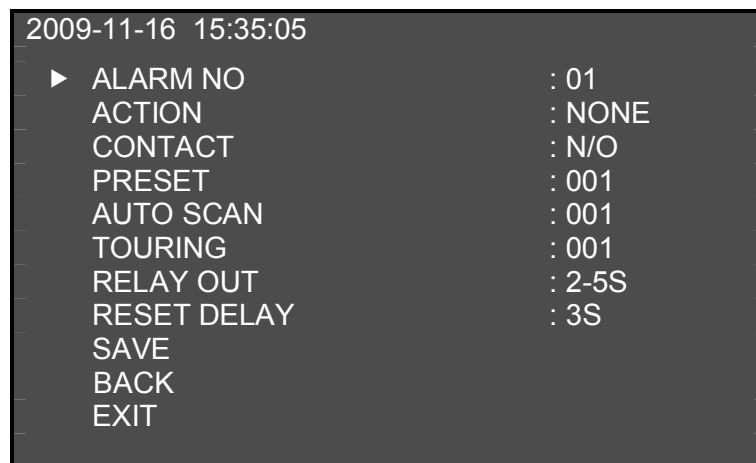 2009-11-16 15:35:05
▶ ALARM NO : 01
ACTION : NONE
CONTACT : N/O
PRESET : 001
AUTO SCAN : 001
TOURING : 001
RELAY OUT : 2-5S
RESET DELAY : 3S
SAVE
BACK
EXIT